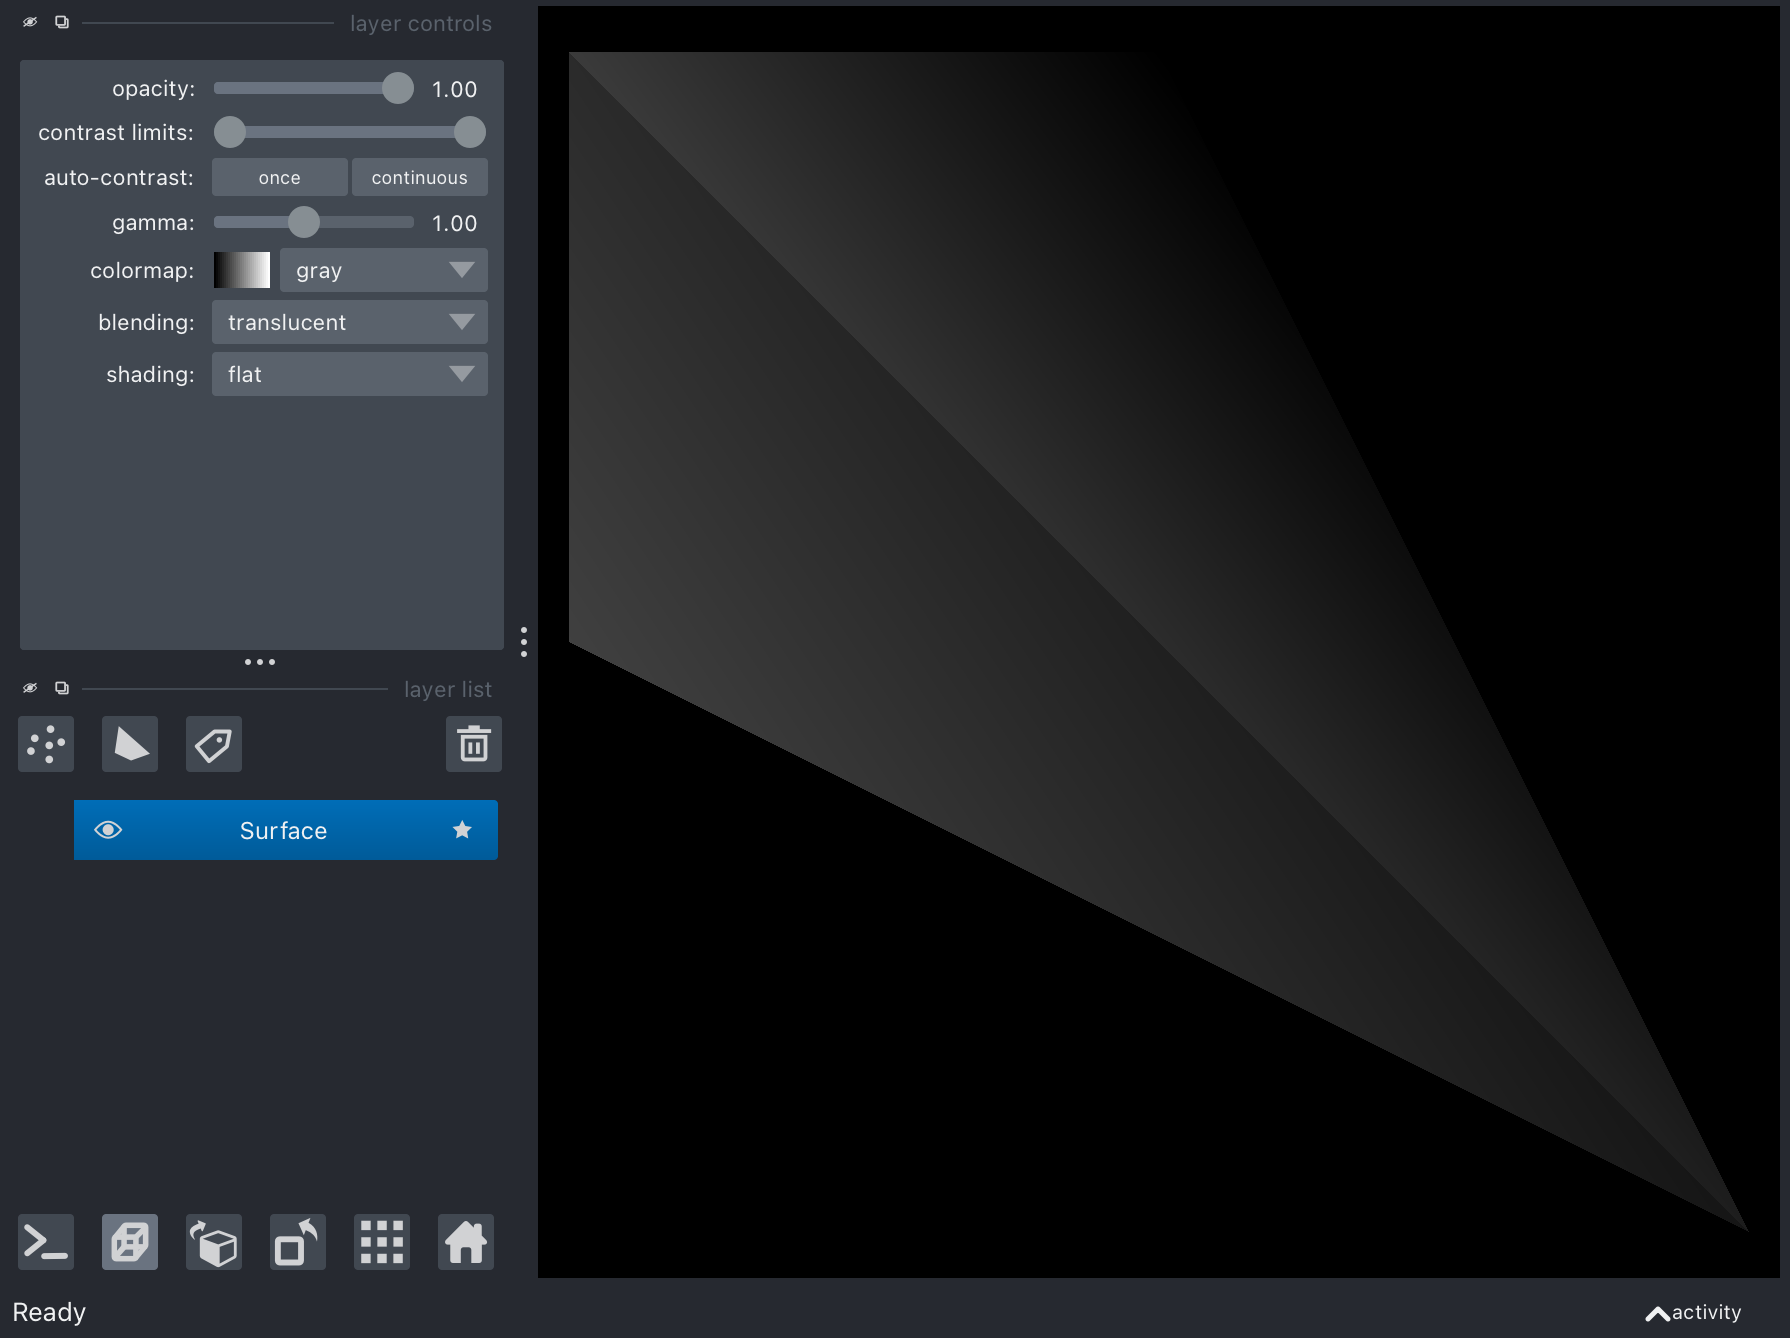 layer controls
opacity: 1.00
contrast limits:
auto-contrast: once continuous
gamma: 1.00
colormap: gray
blending: translucent
shading: flat
layer list
Surface
Ready
activity